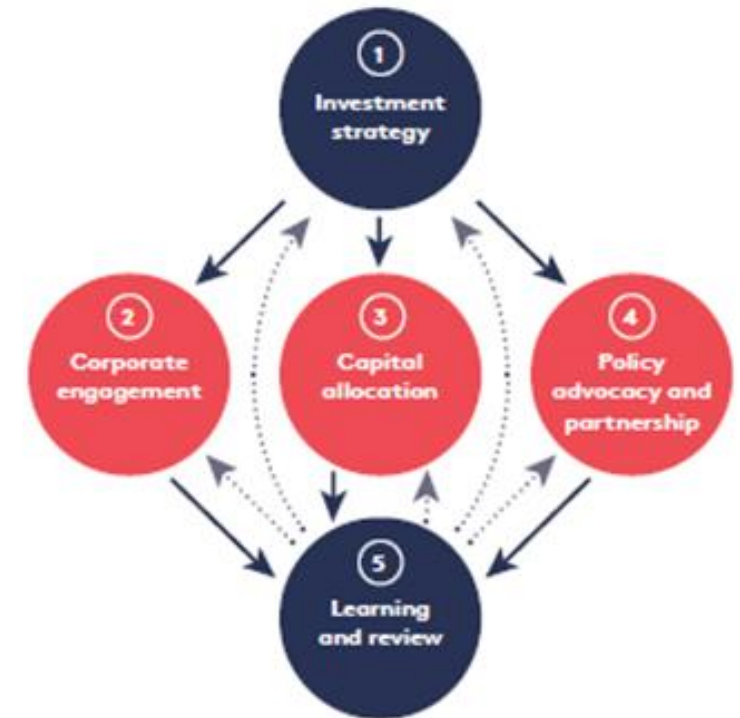 1
Investment
strategy
2
Corporate
engagement
3
Capital
allocation
4
Policy
advocacy and
partnership
5
Learning
and review